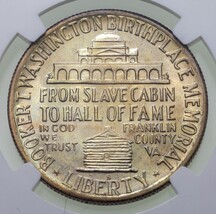 BOOKER T. WASHINGTON BIRTHPLACE MEMORIAL
FROM SLAVE CABIN
TO HALL OF FAME
IN GOD
WE
TRUST
FRANKLIN
COUNTY
VA.
LIBERTY